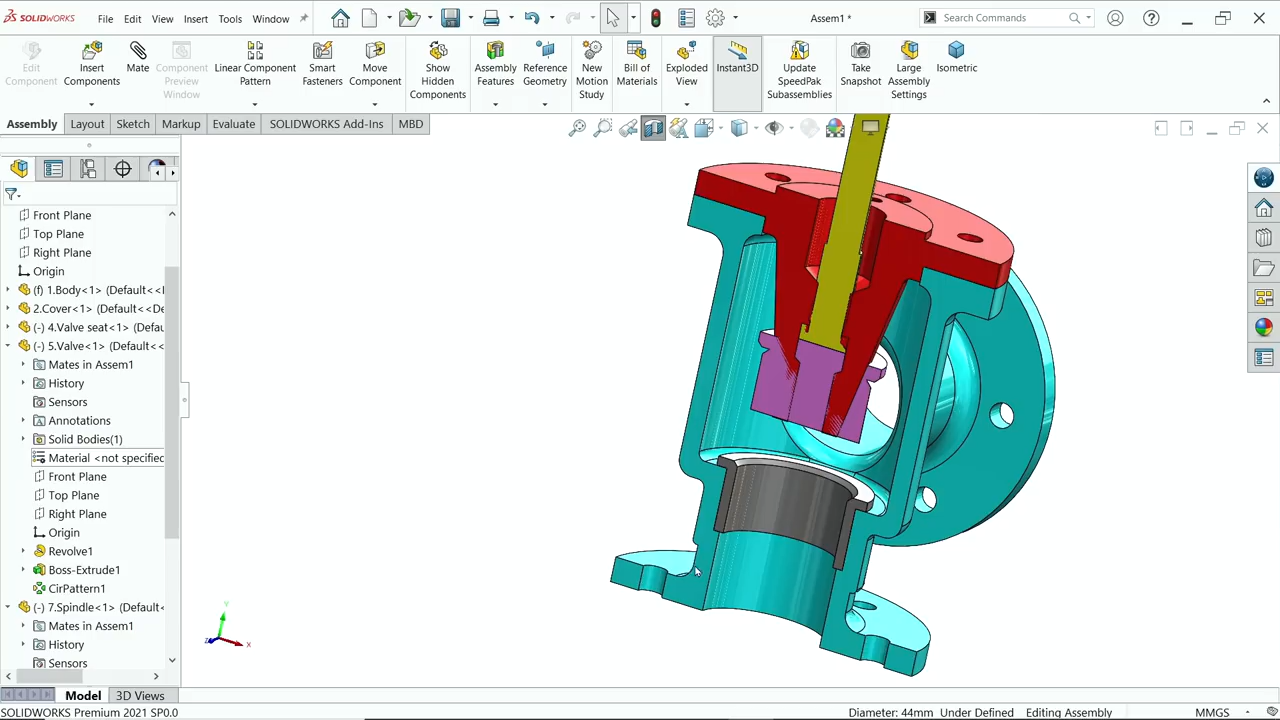 SOLIDWORKS File Edit View Insert Tools Window Assem1 * Search Commands
Edit Component
Insert Components
Mate
Component Preview Window
Linear Component Pattern
Smart Fasteners
Move Component
Show Hidden Components
Assembly Features
Reference Geometry
New Motion Study
Bill of Materials
Exploded View
Instant3D
Update SpeedPak Subassemblies
Take Snapshot
Large Assembly Settings
Isometric
Assembly Layout Sketch Markup Evaluate SOLIDWORKS Add-Ins MBD
Front Plane
Top Plane
Right Plane
Origin
(f) 1.Body<1> (Default<<
2.Cover<1> (Default<<De
(-) 4.Valve seat<1> (Defau
(-) 5.Valve<1> (Default<<
Mates in Assem1
History
Sensors
Annotations
Solid Bodies(1)
Material <not specified
Front Plane
Top Plane
Right Plane
Origin
Revolve1
Boss-Extrude1
CirPattern1
(-) 7.Spindle<1> (Default<
Mates in Assem1
History
Sensors
Y
X
Z
Model 3D Views
SOLIDWORKS Premium 2021 SP0.0 Diameter: 44mm Under Defined Editing Assembly MMGS